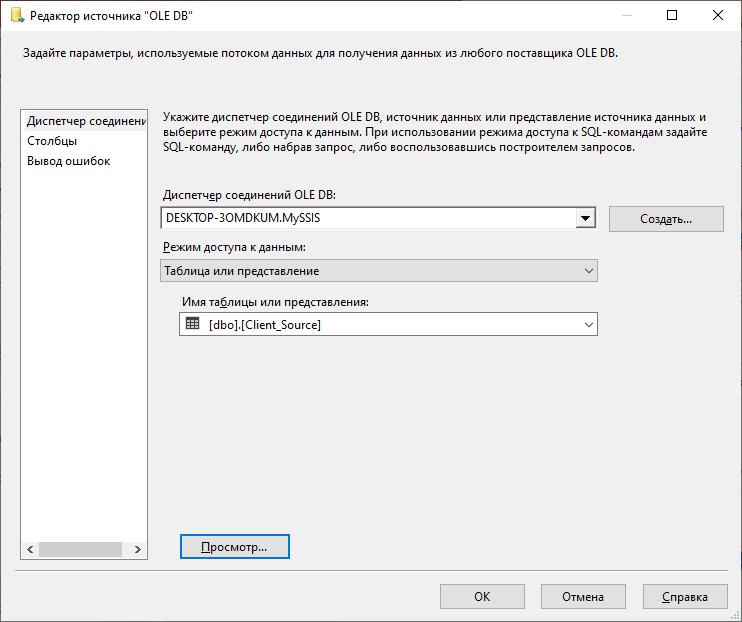 Редактор источника "OLE DB"
Задайте параметры, используемые потоком данных для получения данных из любого поставщика OLE DB.
Диспетчер соединени
Столбцы
Вывод ошибок
Укажите диспетчер соединений OLE DB, источник данных или представление источника данных и
выберите режим доступа к данным. При использовании режима доступа к SQL-командам задайте
SQL-команду, либо набрав запрос, либо воспользовавшись построителем запросов.
Диспетчер соединений OLE DB:
DESKTOP-3OMDKUM.MySSIS
Создать...
Режим доступа к данным:
Таблица или представление
Имя таблицы или представления:
[dbo].[Client_Source]
Просмотр...
ОК
Отмена
Справка